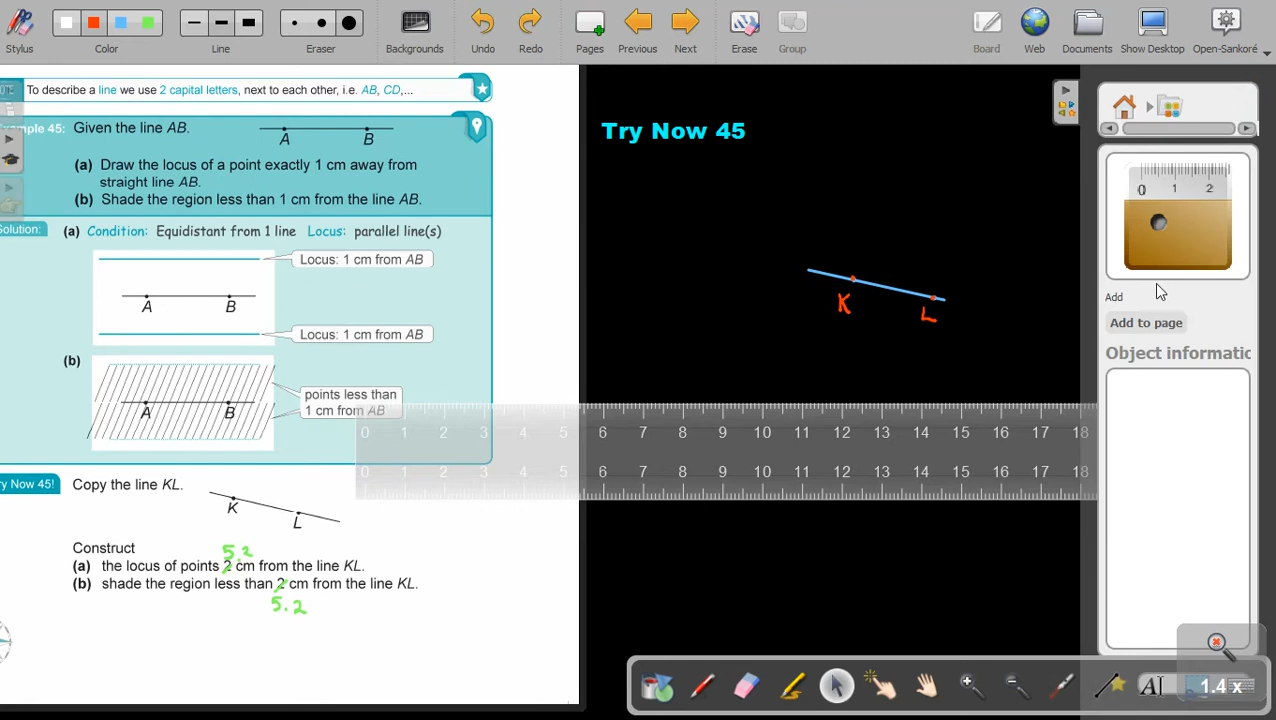 Stylus
Color
Line
Eraser
Backgrounds
Undo
Redo
Pages
Previous
Next
Erase
Group
Board
Web
Documents
Show Desktop
Open-Sankoré
To describe a line we use 2 capital letters, next to each other, i.e. AB, CD,...
xample 45:
Given the line AB.
A B
(a) Draw the locus of a point exactly 1 cm away from
straight line AB.
(b) Shade the region less than 1 cm from the line AB.
Solution:
(a) Condition: Equidistant from 1 line Locus: parallel line(s)
Locus: 1 cm from AB
A B
Locus: 1 cm from AB
(b)
points less than
1 cm from AB
A B
ry Now 45!
Copy the line KL.
K
L
Construct
5.2
(a) the locus of points 2 cm from the line KL.
(b) shade the region less than 2 cm from the line KL.
5.2
Try Now 45
K
L
0 1 2 3 4 5 6 7 8 9 10 11 12 13 14 15 16 17 18
0 1 2 3 4 5 6 7 8 9 10 11 12 13 14 15 16 17 18
0 1 2
Add
Add to page
Object informatic
1.4 x